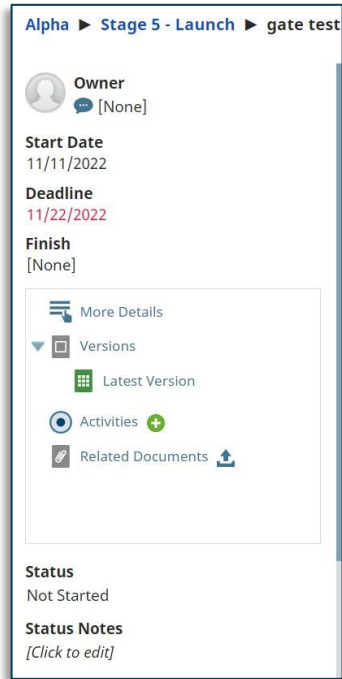 Alpha ▶ Stage 5 - Launch ▶ gate test
Owner
[None]
Start Date
11/11/2022
Deadline
11/22/2022
Finish
[None]
More Details
Versions
Latest Version
Activities
Related Documents
Status
Not Started
Status Notes
[Click to edit]